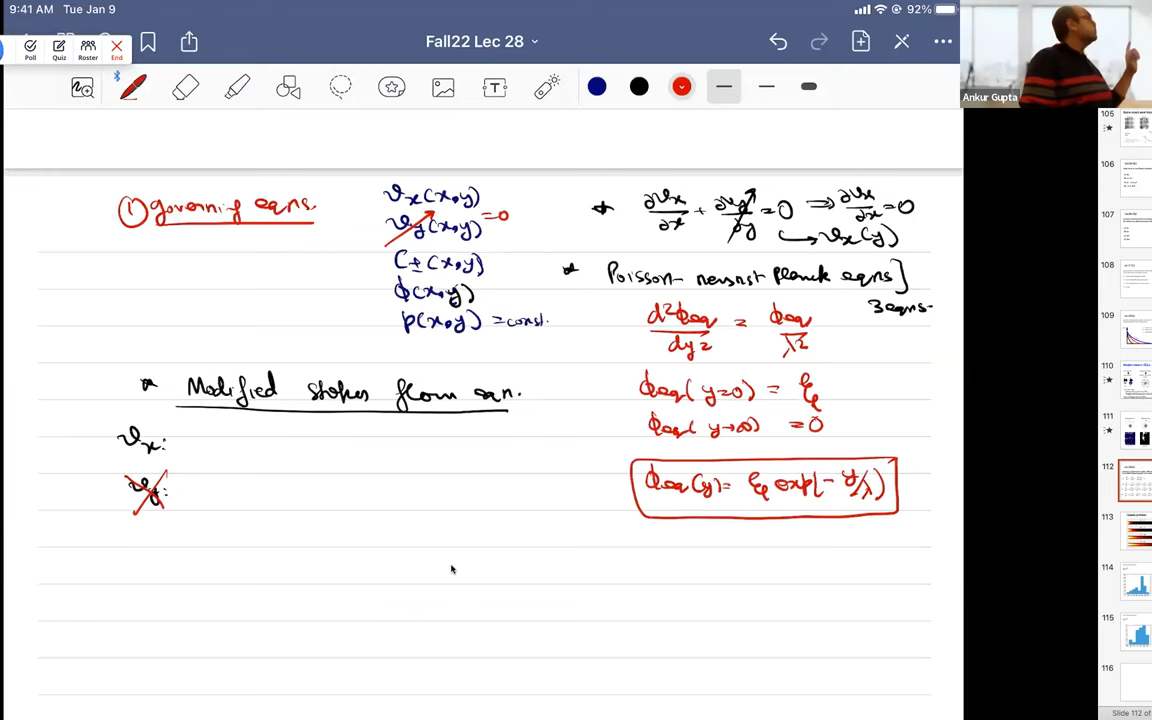 9:41 AM Tue Jan 9
92%
Fall22 Lec 28
Poll Quiz Roster End
Ankur Gupta
① governing eqns.
𝑣x(x,y)
𝑣y(x,y) =0
C±(x,y)
ϕ(x,y)
p(x,y) = const.
* ∂𝑣x/∂x + ∂𝑣y/∂y = 0 ⇒ ∂𝑣x/∂x = 0
↳ 𝑣x(y)
* Poisson-nernst planck eqns]
3 eqns-
d²ϕeq/dy² = ϕeq/λ²
ϕeq(y=0) = ξ
ϕeq(y→∞) = 0
ϕeq(y) = ξ exp(-y/λ)
* Modified stokes flow eqn.
𝑣x:
𝑣y:
105
106
107
108
109
110
111
112
113
114
115
116
Slide 112 of